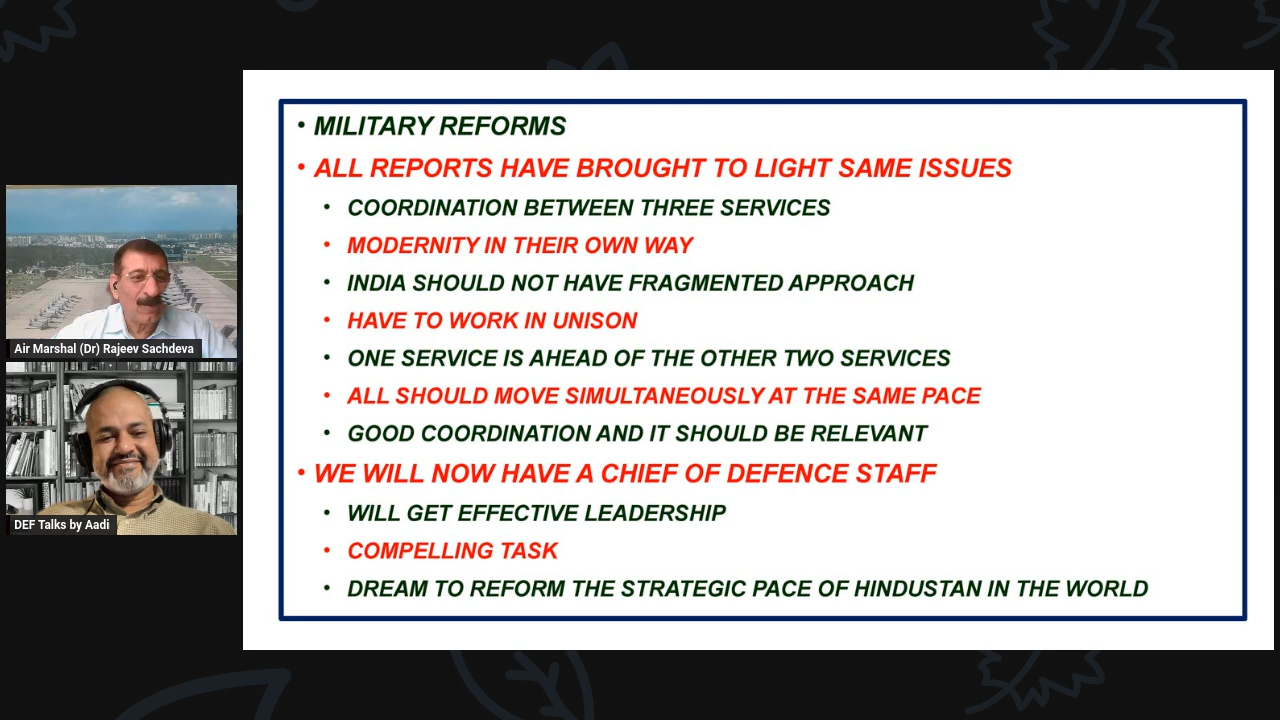 • MILITARY REFORMS
• ALL REPORTS HAVE BROUGHT TO LIGHT SAME ISSUES
• COORDINATION BETWEEN THREE SERVICES
• MODERNITY IN THEIR OWN WAY
• INDIA SHOULD NOT HAVE FRAGMENTED APPROACH
• HAVE TO WORK IN UNISON
• ONE SERVICE IS AHEAD OF THE OTHER TWO SERVICES
• ALL SHOULD MOVE SIMULTANEOUSLY AT THE SAME PACE
• GOOD COORDINATION AND IT SHOULD BE RELEVANT
• WE WILL NOW HAVE A CHIEF OF DEFENCE STAFF
• WILL GET EFFECTIVE LEADERSHIP
• COMPELLING TASK
• DREAM TO REFORM THE STRATEGIC PACE OF HINDUSTAN IN THE WORLD
Air Marshal (Dr) Rajeev Sachdeva
DEF Talks by Aadi